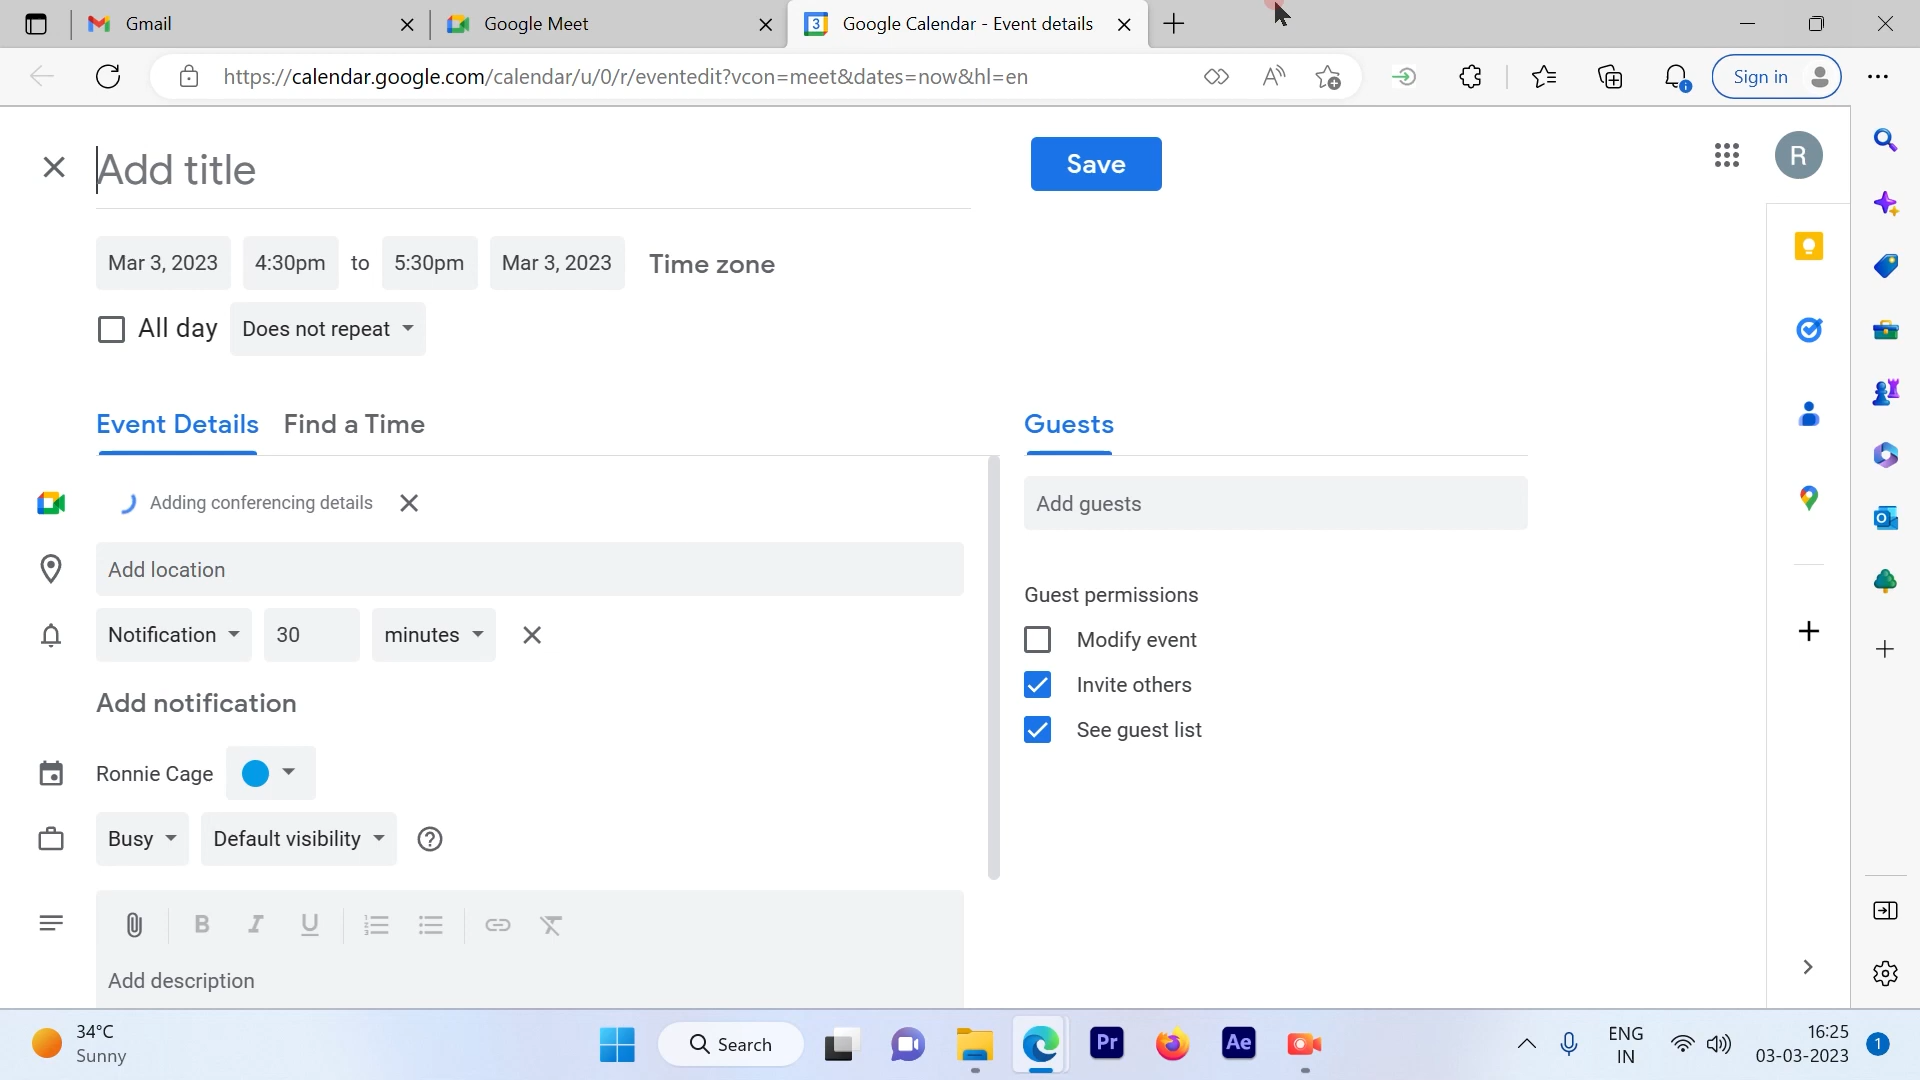 Gmail
Google Meet
Google Calendar - Event details
https://calendar.google.com/calendar/u/0/r/eventedit?vcon=meet&dates=now&hl=en
Sign in
Add title
Save
R
Mar 3, 2023 4:30pm to 5:30pm Mar 3, 2023 Time zone
All day Does not repeat
Event Details Find a Time
Guests
Adding conferencing details
Add guests
Add location
Guest permissions
Notification 30 minutes
Modify event
Invite others
Add notification
See guest list
Ronnie Cage
Busy Default visibility
B I U
Add description
34°C
Sunny
Search
Pr
Ae
ENG
IN
16:25
03-03-2023
1